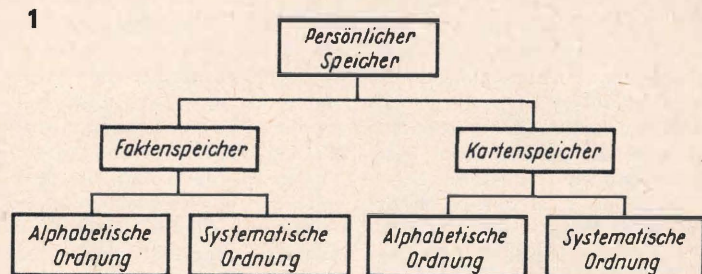 1
Persönlicher
Speicher
Faktenspeicher
Kartenspeicher
Alphabetische
Ordnung
Systematische
Ordnung
Alphabetische
Ordnung
Systematische
Ordnung